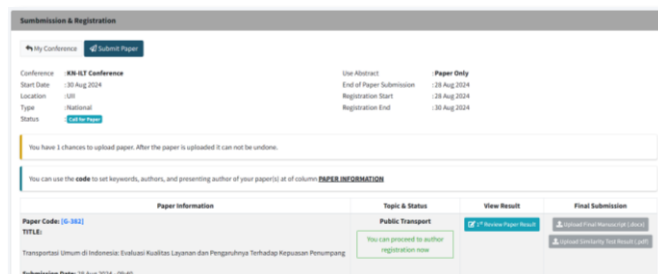 Sumbmission & Registration
My Conference
Submit Paper
Conference : KN-ILT Conference
Start Date : 30 Aug 2024
Location : UII
Type : National
Status : Call for Paper
Use Abstract : Paper Only
End of Paper Submission : 28 Aug 2024
Registration Start : 28 Aug 2024
Registration End : 30 Aug 2024
You have 1 chances to upload paper. After the paper is uploaded it can not be undone.
You can use the code to set keywords, authors, and presenting author of your paper(s) at of column PAPER INFORMATION
Paper Information
Topic & Status
View Result
Final Submission
Paper Code: [G-382]
TITLE:
Transportasi Umum di Indonesia: Evaluasi Kualitas Layanan dan Pengaruhnya Terhadap Kepuasan Penumpang
Public Transport
You can proceed to author
registration now
1st Review Paper Result
Upload Final Manuscript (.docx)
Upload Similarity Test Result (.pdf)